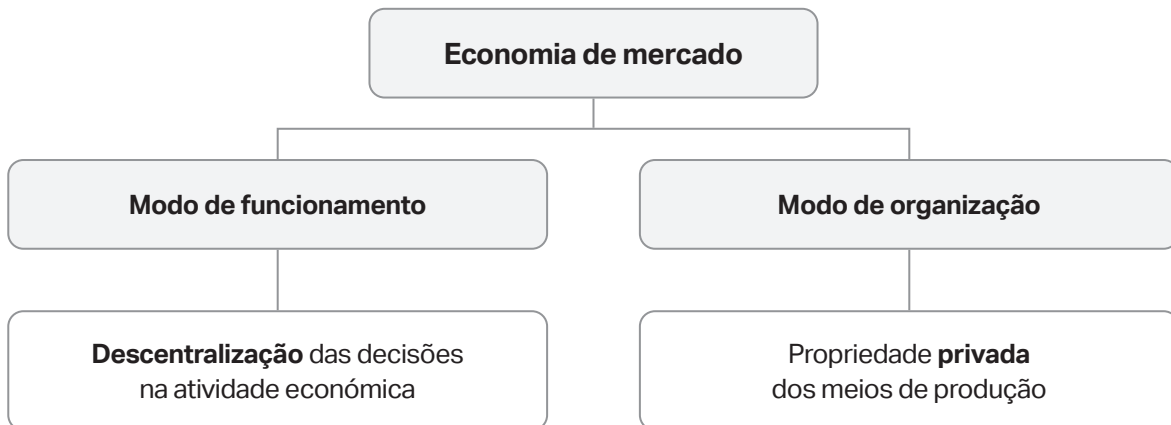 Economia de mercado
Modo de funcionamento
Modo de organização
Descentralização das decisões
na atividade económica
Propriedade privada
dos meios de produção